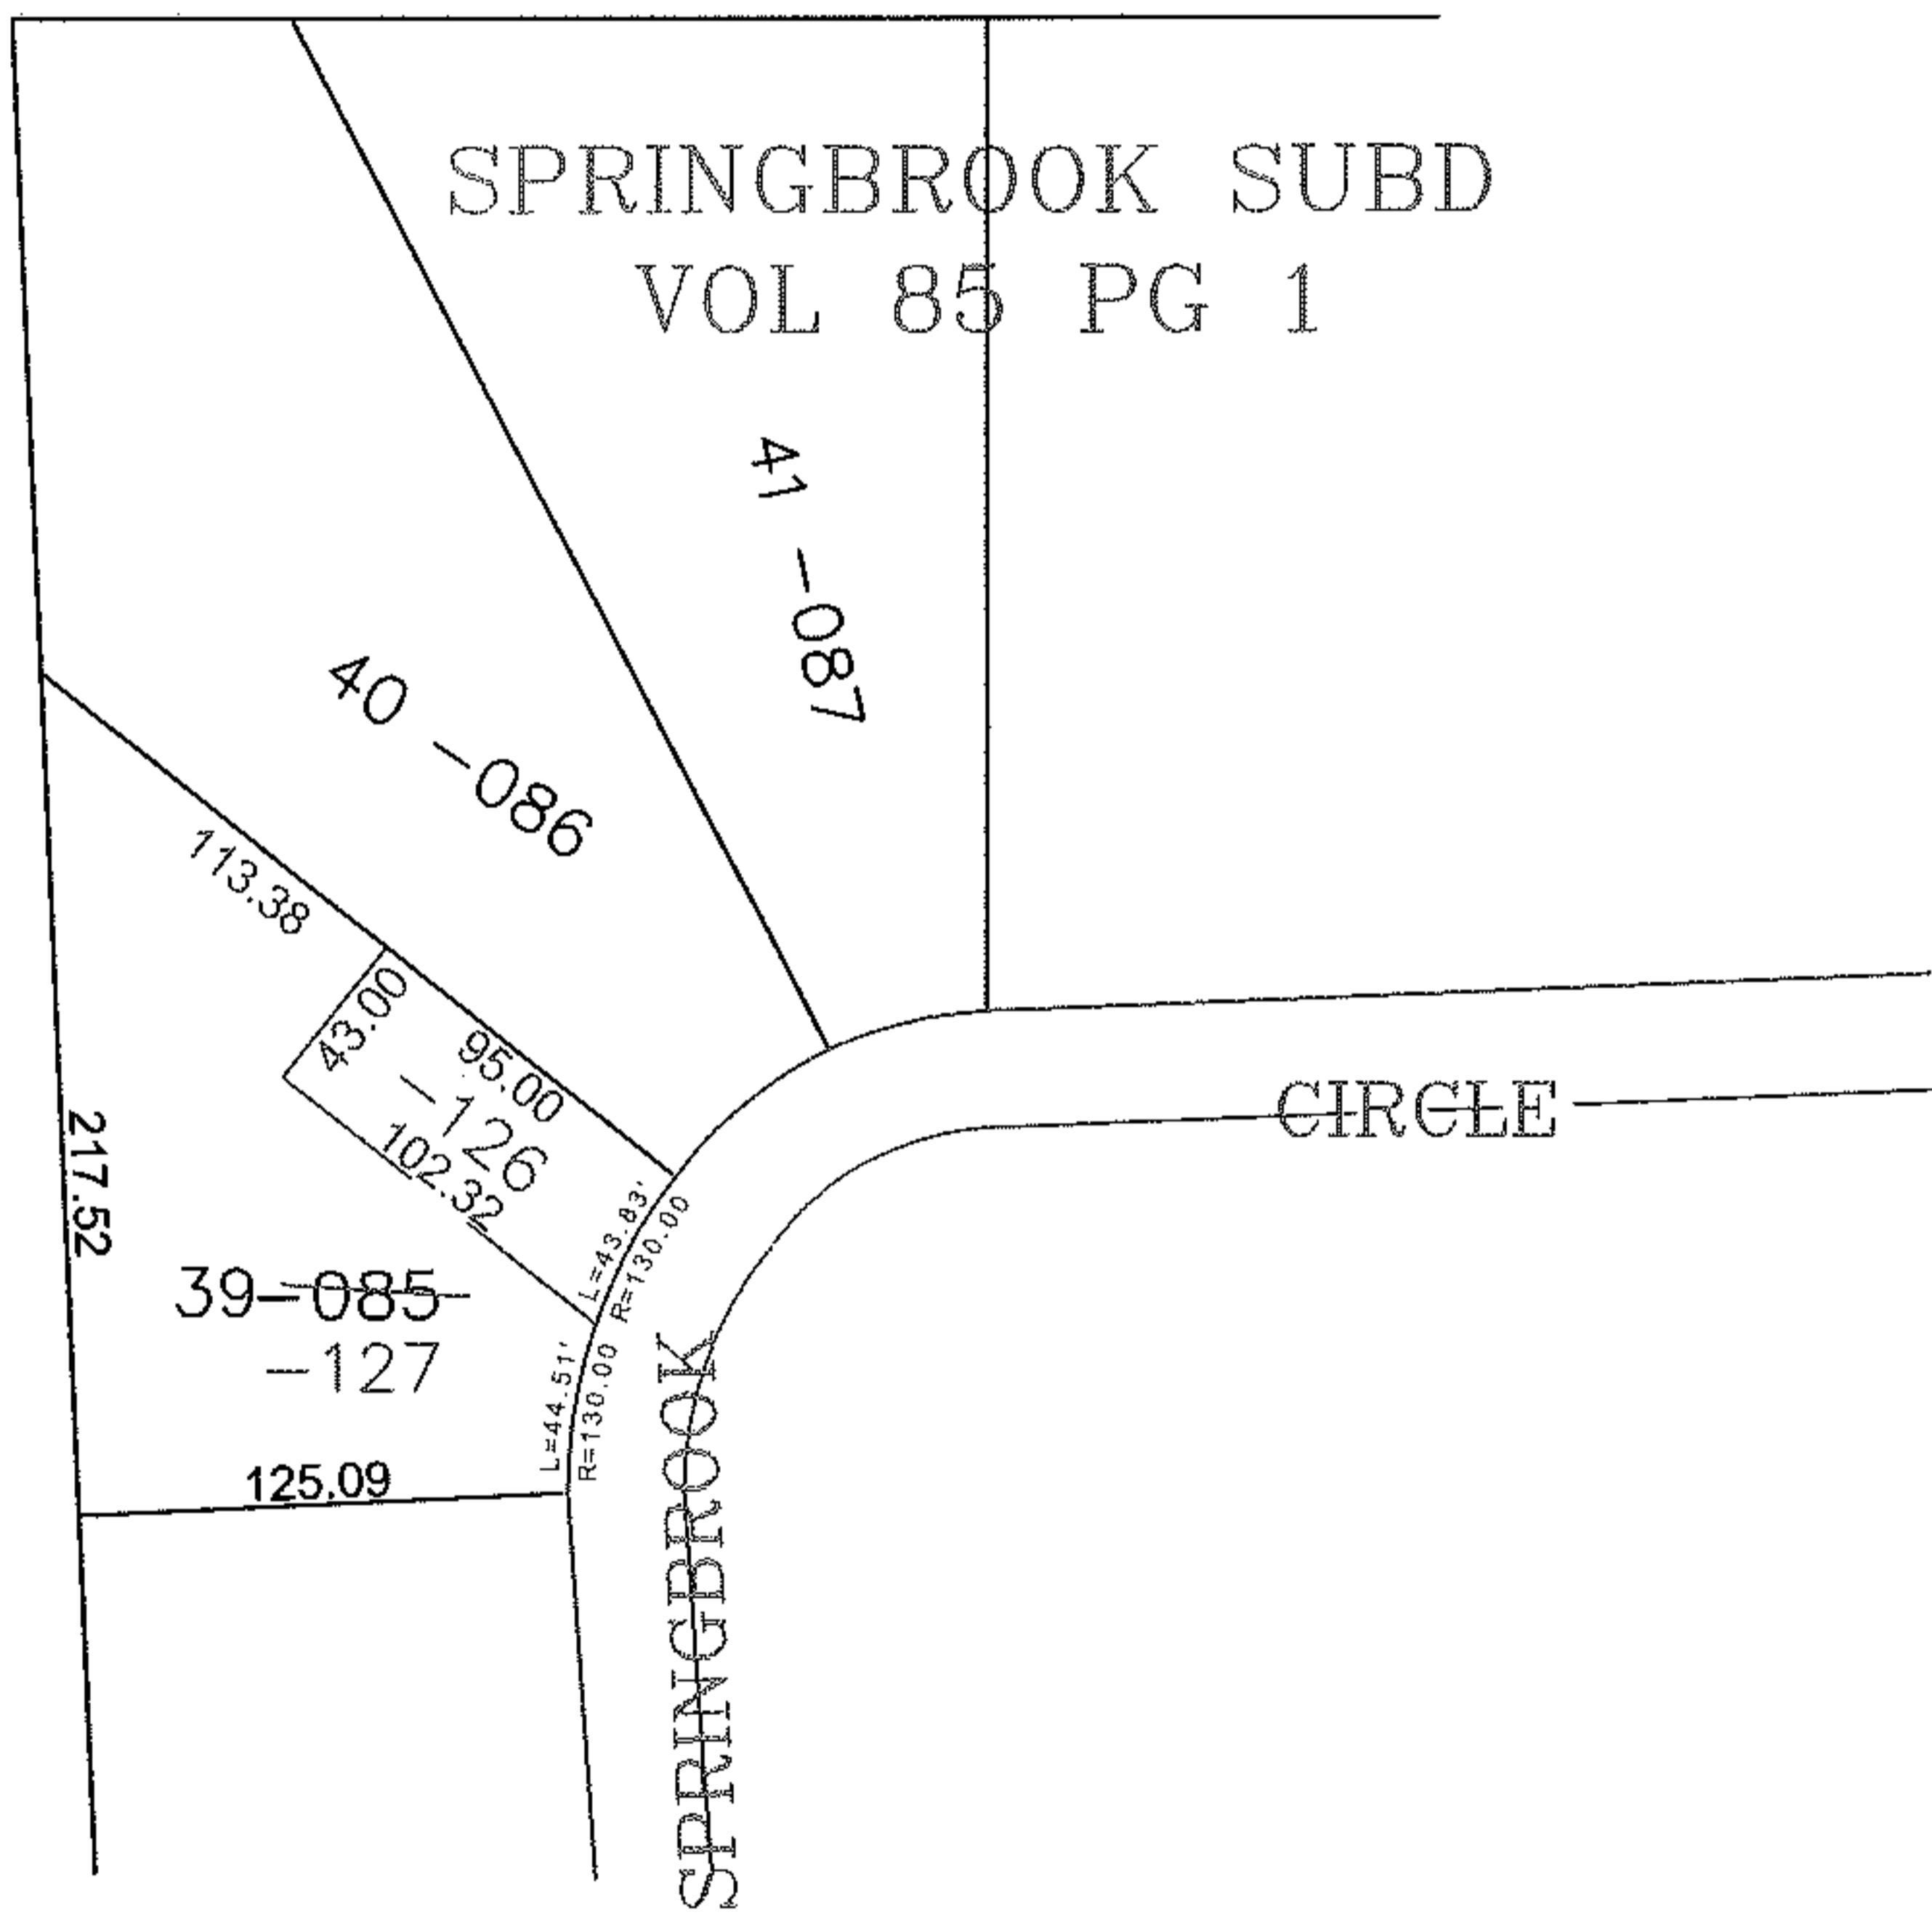 SPRINGBROOK SUBD
VOL 85 PG 1
41 -087
40 -086
113.38
43.00
95.00
-126
102.32
217.52
L=43.83'
R=130.00
39-085
-127
L=44.51'
R=130.00
125.09
CIRCLE
SPRINGBROOK